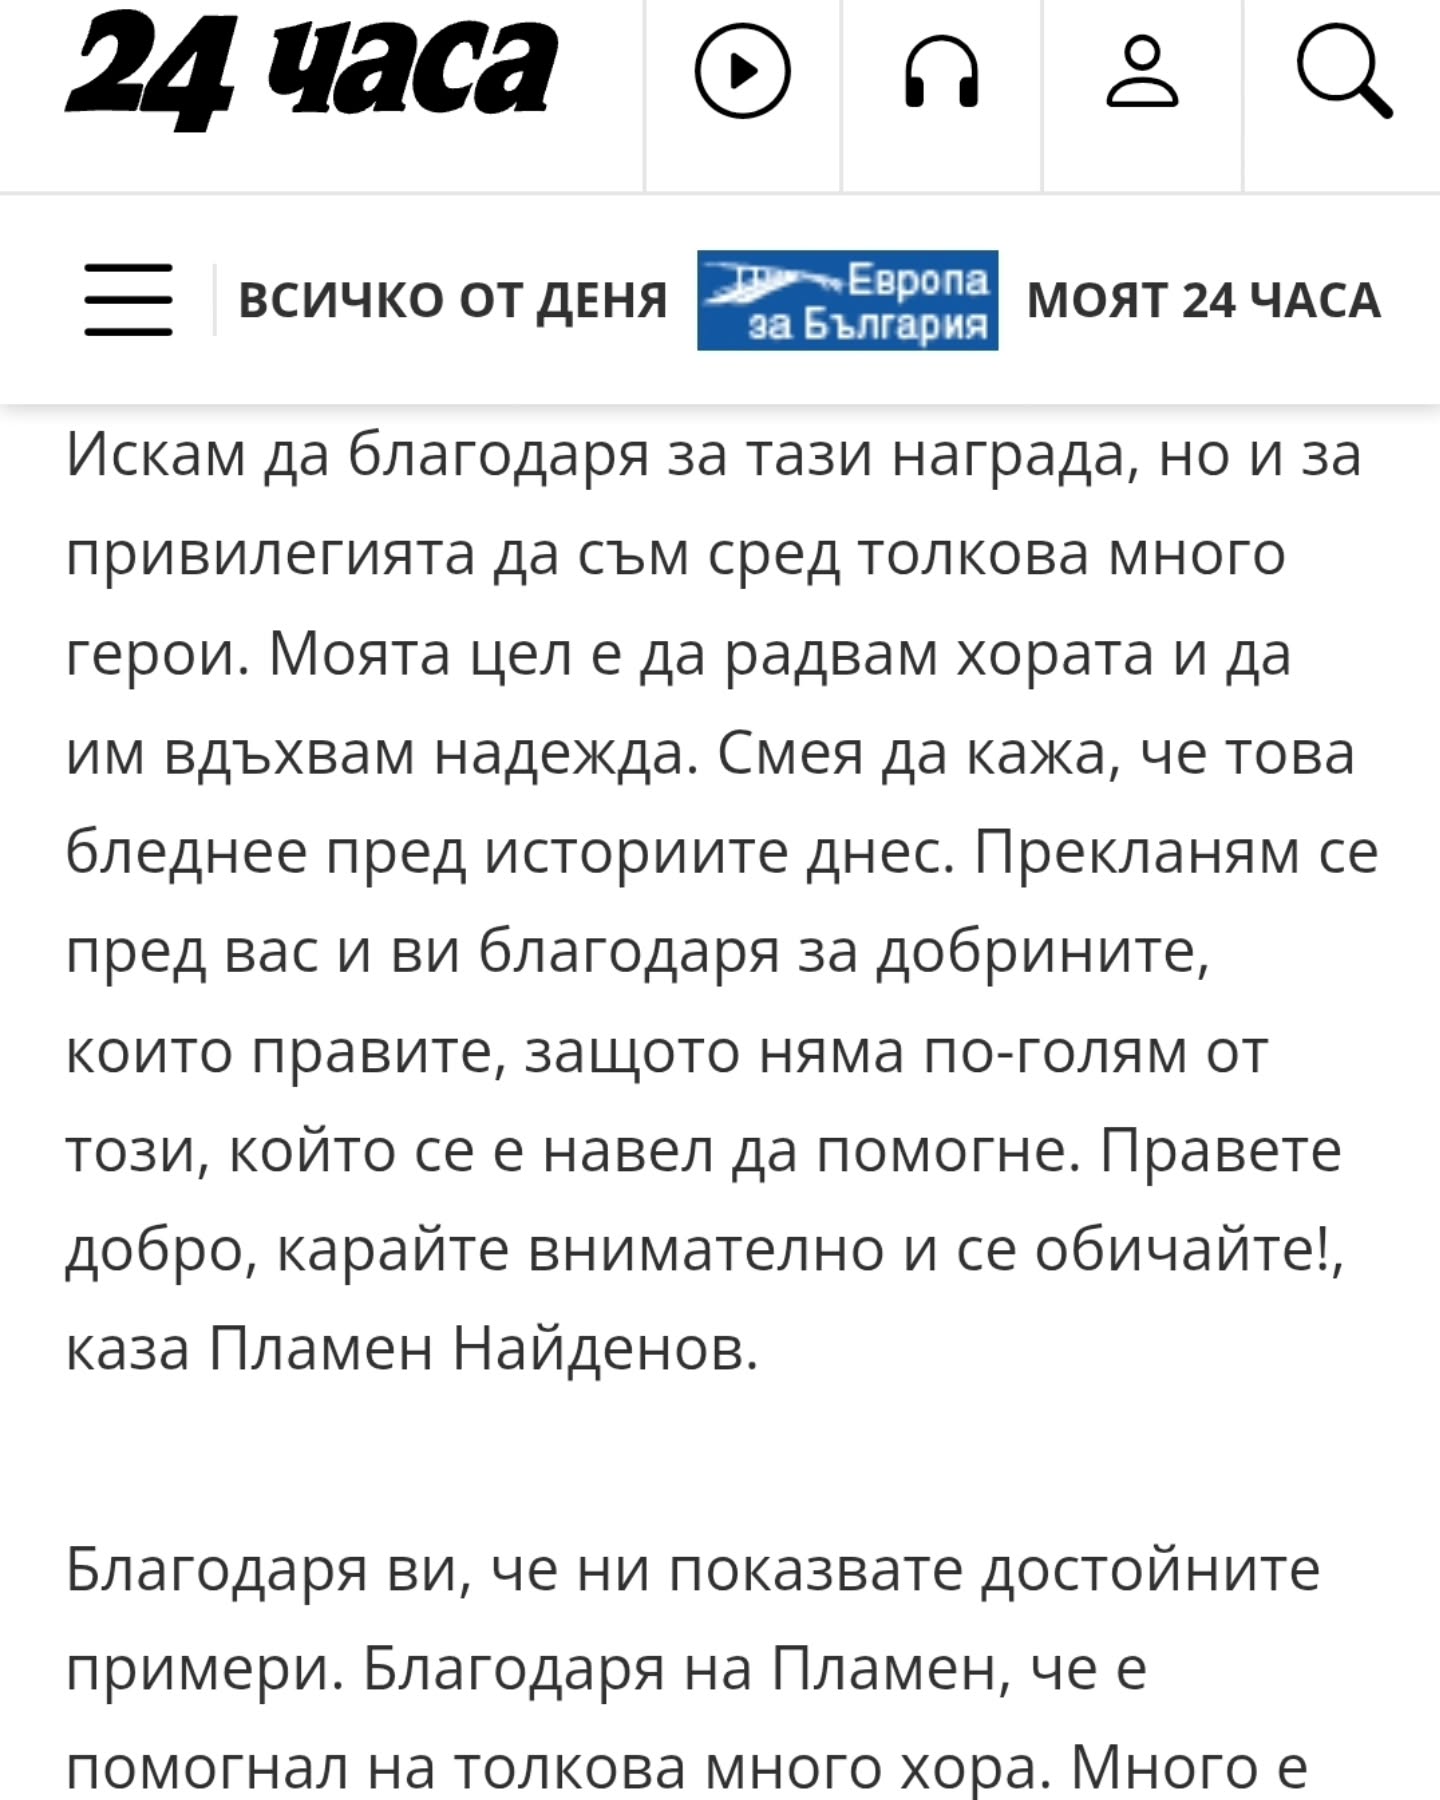 24 часа
ВСИЧКО ОТ ДЕНЯ
Европа
за България
МОЯТ 24 ЧАСА
Искам да благодаря за тази награда, но и за
привилегията да съм сред толкова много
герои. Моята цел е да радвам хората и да
им вдъхвам надежда. Смея да кажа, че това
бледнее пред историите днес. Прекланям се
пред вас и ви благодаря за добрините,
които правите, защото няма по-голям от
този, който се е навел да помогне. Правете
добро, карайте внимателно и се обичайте!,
каза Пламен Найденов.
Благодаря ви, че ни показвате достойните
примери. Благодаря на Пламен, че е
помогнал на толкова много хора. Много е